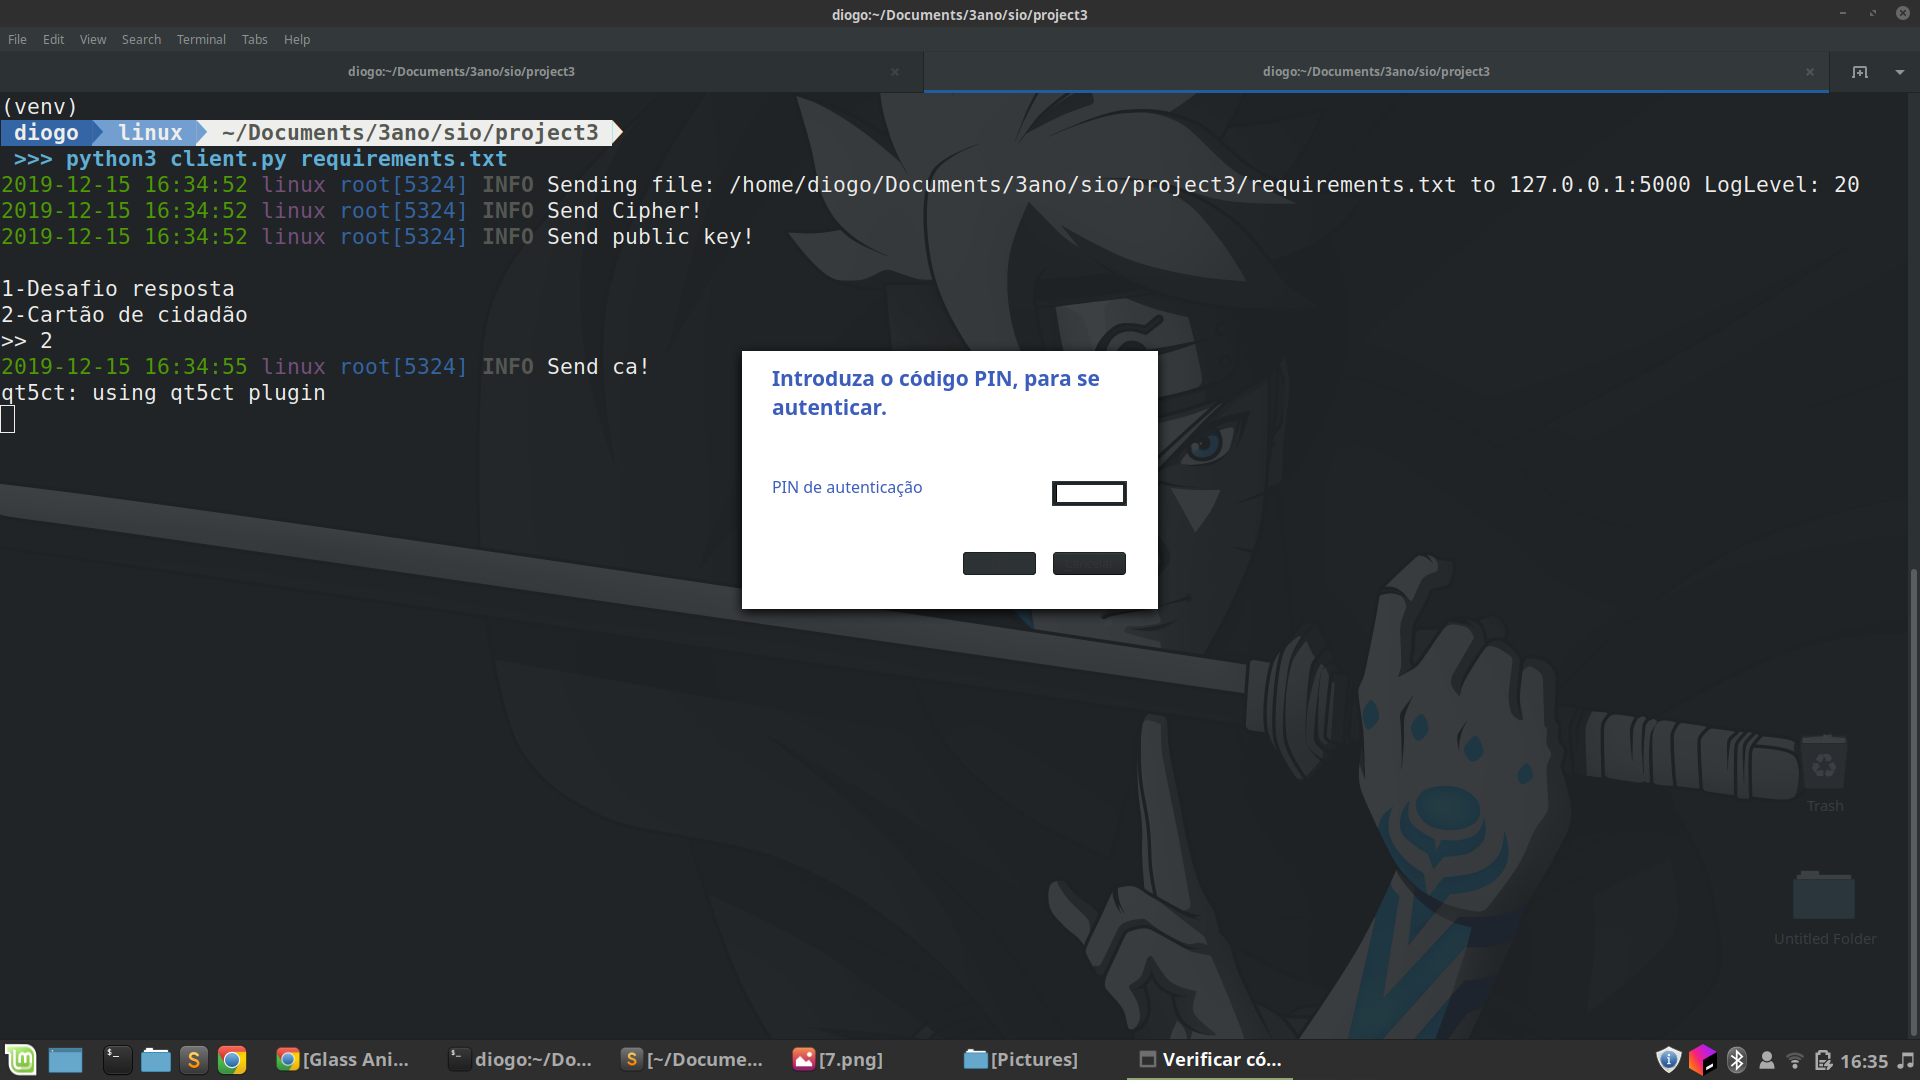 diogo:~/Documents/3ano/sio/project3
File Edit View Search Terminal Tabs Help
diogo:~/Documents/3ano/sio/project3
diogo:~/Documents/3ano/sio/project3
(venv)
diogo linux ~/Documents/3ano/sio/project3
>>> python3 client.py requirements.txt
2019-12-15 16:34:52 linux root[5324] INFO Sending file: /home/diogo/Documents/3ano/sio/project3/requirements.txt to 127.0.0.1:5000 LogLevel: 20
2019-12-15 16:34:52 linux root[5324] INFO Send Cipher!
2019-12-15 16:34:52 linux root[5324] INFO Send public key!
1-Desafio resposta
2-Cartão de cidadão
>> 2
2019-12-15 16:34:55 linux root[5324] INFO Send ca!
qt5ct: using qt5ct plugin
Introduza o código PIN, para se
autenticar.
PIN de autenticação
Trash
Untitled Folder
[Glass Ani...
diogo:~/Do...
[~/Docume...
[7.png]
[Pictures]
Verificar có...
16:35